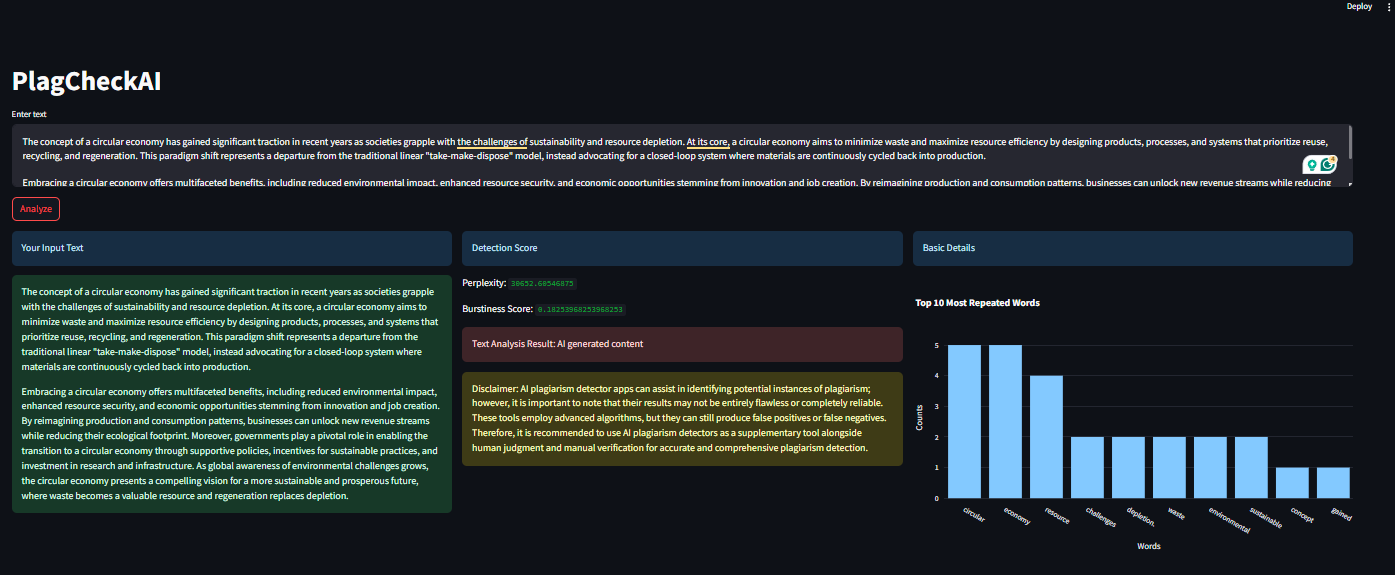 Deploy
PlagCheckAI
Enter text
The concept of a circular economy has gained significant traction in recent years as societies grapple with the challenges of sustainability and resource depletion. At its core, a circular economy aims to minimize waste and maximize resource efficiency by designing products, processes, and systems that prioritize reuse,
recycling, and regeneration. This paradigm shift represents a departure from the traditional linear "take-make-dispose" model, instead advocating for a closed-loop system where materials are continuously cycled back into production.
Embracing a circular economy offers multifaceted benefits, including reduced environmental impact, enhanced resource security, and economic opportunities stemming from innovation and job creation. By reimagining production and consumption patterns, businesses can unlock new revenue streams while reducing
4
Analyze
Your Input Text
The concept of a circular economy has gained significant traction in recent years as societies grapple
with the challenges of sustainability and resource depletion. At its core, a circular economy aims to
minimize waste and maximize resource efficiency by designing products, processes, and systems that
prioritize reuse, recycling, and regeneration. This paradigm shift represents a departure from the
traditional linear "take-make-dispose" model, instead advocating for a closed-loop system where
materials are continuously cycled back into production.
Embracing a circular economy offers multifaceted benefits, including reduced environmental impact,
enhanced resource security, and economic opportunities stemming from innovation and job creation.
By reimagining production and consumption patterns, businesses can unlock new revenue streams
while reducing their ecological footprint. Moreover, governments play a pivotal role in enabling the
transition to a circular economy through supportive policies, incentives for sustainable practices, and
investment in research and infrastructure. As global awareness of environmental challenges grows,
the circular economy presents a compelling vision for a more sustainable and prosperous future,
where waste becomes a valuable resource and regeneration replaces depletion.
Detection Score
Perplexity: 30652.60546875
Burstiness Score: 0.18253968253968253
Text Analysis Result: AI generated content
Disclaimer: AI plagiarism detector apps can assist in identifying potential instances of plagiarism;
however, it is important to note that their results may not be entirely flawless or completely reliable.
These tools employ advanced algorithms, but they can still produce false positives or false negatives.
Therefore, it is recommended to use AI plagiarism detectors as a supplementary tool alongside
human judgment and manual verification for accurate and comprehensive plagiarism detection.
Basic Details
Top 10 Most Repeated Words
Counts
5
4
3
2
1
0
circular
economy
resource
challenges
depletion.
waste
environmental
sustainable
concept
gained
Words